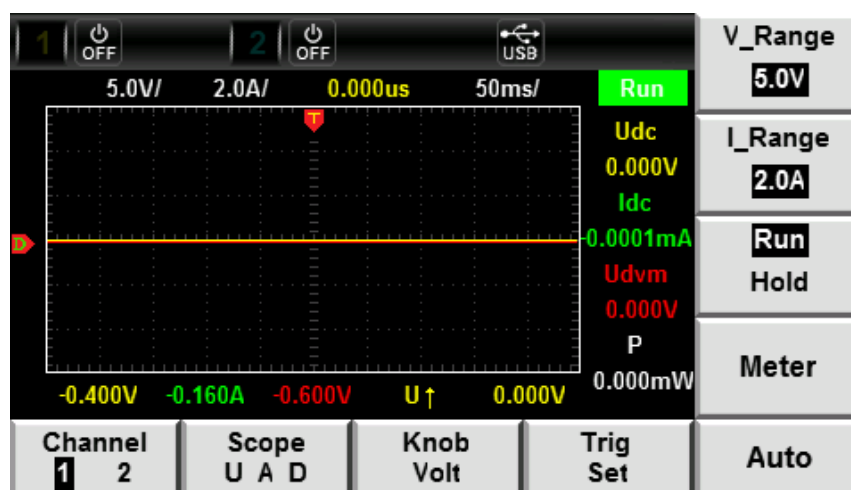 1 OFF 2 OFF USB
5.0V/ 2.0A/ 0.000us 50ms/ Run
T
Udc
0.000V
Idc
D
-0.0001mA
Udvm
0.000V
P
0.000mW
-0.400V -0.160A -0.600V U↑ 0.000V
V_Range
5.0V
I_Range
2.0A
Run
Hold
Meter
Channel
1 2
Scope
U A D
Knob
Volt
Trig
Set
Auto